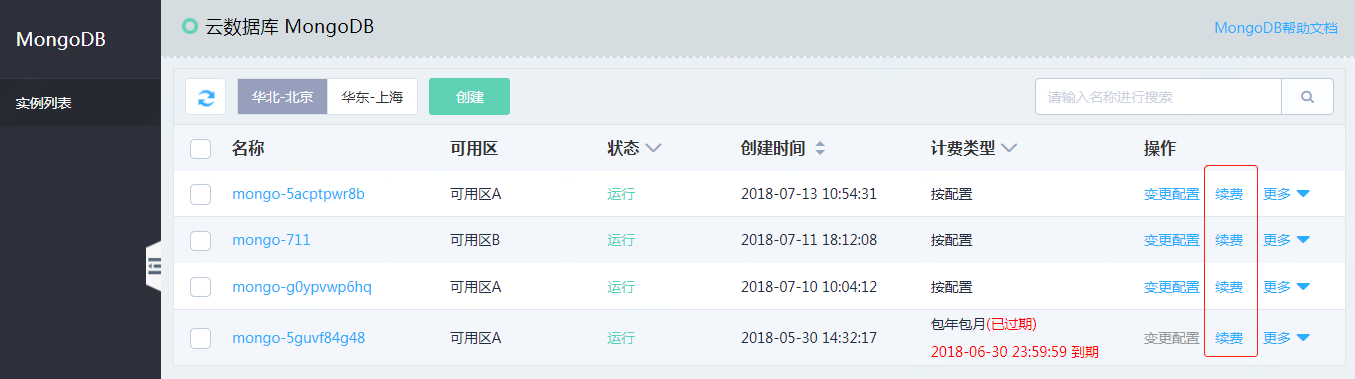 MongoDB
实例列表
云数据库 MongoDB
MongoDB帮助文档
华北-北京 华东-上海 创建 请输入名称进行搜索
名称 可用区 状态 创建时间 计费类型 操作
mongo-5acptpwr8b 可用区A 运行 2018-07-13 10:54:31 按配置 变更配置 续费 更多
mongo-711 可用区B 运行 2018-07-11 18:12:08 按配置 变更配置 续费 更多
mongo-g0ypvwp6hq 可用区A 运行 2018-07-10 10:04:12 按配置 变更配置 续费 更多
mongo-5guvf84g48 可用区A 运行 2018-05-30 14:32:17 包年包月(已过期) 变更配置 续费 更多
2018-06-30 23:59:59 到期